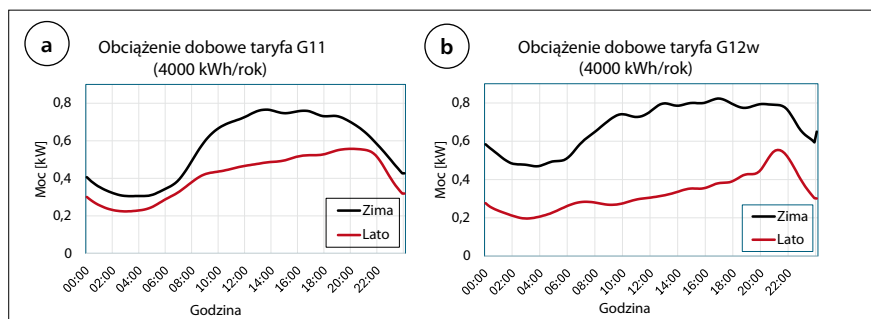 a
Obciążenie dobowe taryfa G11
(4000 kWh/rok)
Moc [kW]
0,8
0,6
0,4
0,2
0
Zima
Lato
00:00
02:00
04:00
06:00
08:00
10:00
12:00
14:00
16:00
18:00
20:00
22:00
Godzina
b
Obciążenie dobowe taryfa G12w
(4000 kWh/rok)
Moc [kW]
0,8
0,6
0,4
0,2
0
Zima
Lato
00:00
02:00
04:00
06:00
08:00
10:00
12:00
14:00
16:00
18:00
20:00
22:00
Godzina